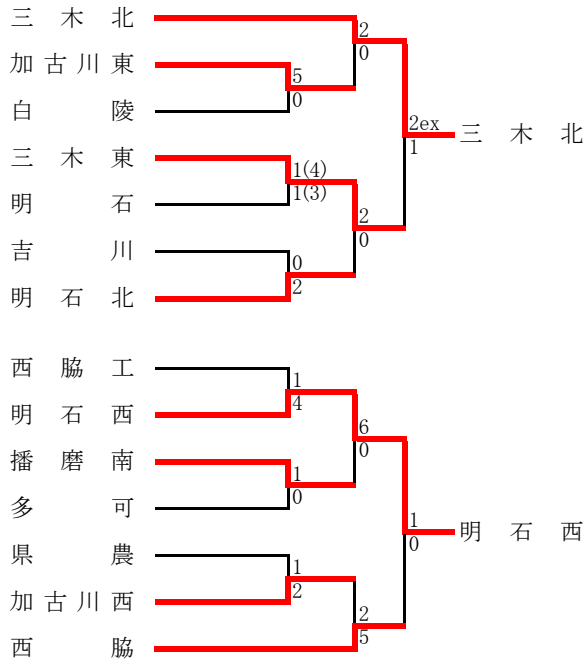 三木北
加古川東
白陵
三木東
明石
吉川
明石北
2
0
5
0
1(4)
1(3)
0
2
2
0
2ex
1
三木北
西脇工
明石西
播磨南
多可
県農
加古川西
西脇
1
4
1
0
6
0
1
2
2
5
1
0
明石西